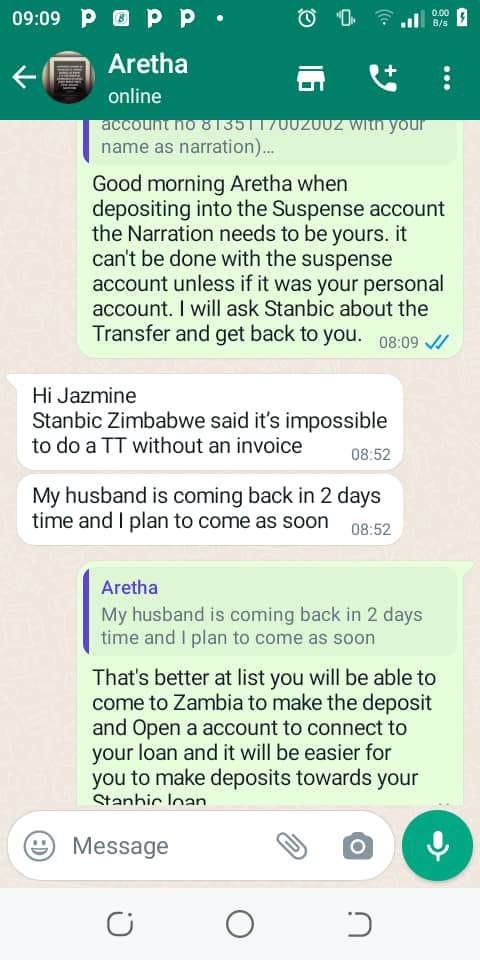 09:09
0.00
B/s
Aretha
online
account no 8135117002002 with your
name as narration)...
Good morning Aretha when
depositing into the Suspense account
the Narration needs to be yours. it
can't be done with the suspense
account unless if it was your personal
account. I will ask Stanbic about the
Transfer and get back to you. 08:09
Hi Jazmine
Stanbic Zimbabwe said it's impossible
to do a TT without an invoice 08:52
My husband is coming back in 2 days
time and I plan to come as soon 08:52
Aretha
My husband is coming back in 2 days
time and I plan to come as soon
That's better at list you will be able to
come to Zambia to make the deposit
and Open a account to connect to
your loan and it will be easier for
you to make deposits towards your
Stanbic loan
Message